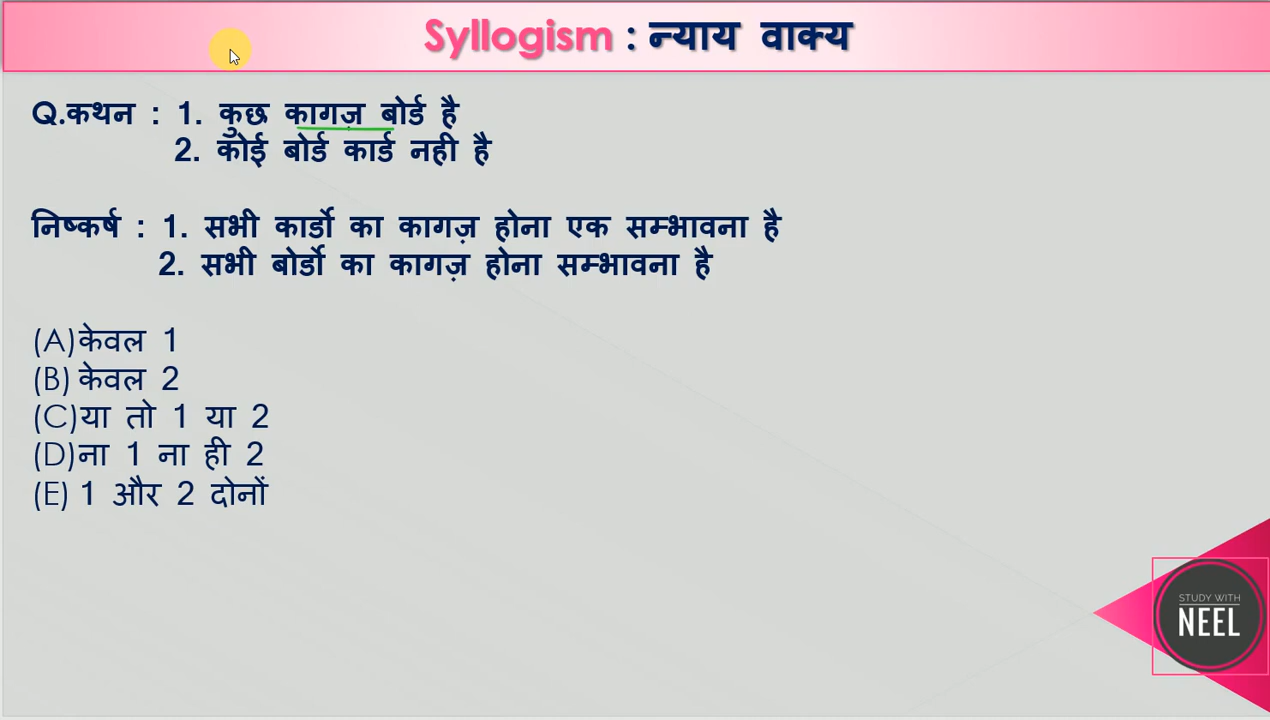 Syllogism : न्याय वाक्य
Q.कथन : 1. कुछ कागज़ बोर्ड है
2. कोई बोर्ड कार्ड नही है
निष्कर्ष : 1. सभी कार्डो का कागज़ होना एक सम्भावना है
2. सभी बोर्डो का कागज़ होना सम्भावना है
(A)केवल 1
(B) केवल 2
(C)या तो 1 या 2
(D)ना 1 ना ही 2
(E) 1 और 2 दोनों
STUDY WITH
NEEL